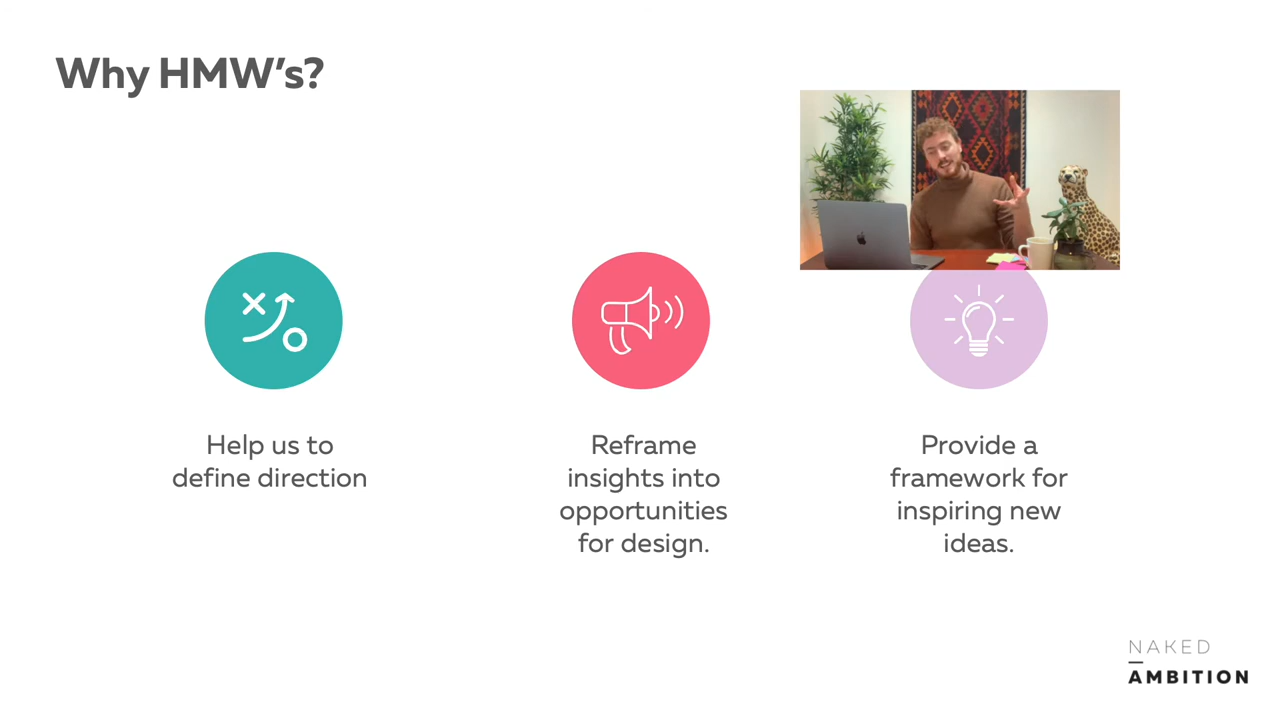 Why HMW’s?
Help us to
define direction
Reframe
insights into
opportunities
for design.
Provide a
framework for
inspiring new
ideas.
NAKED
AMBITION